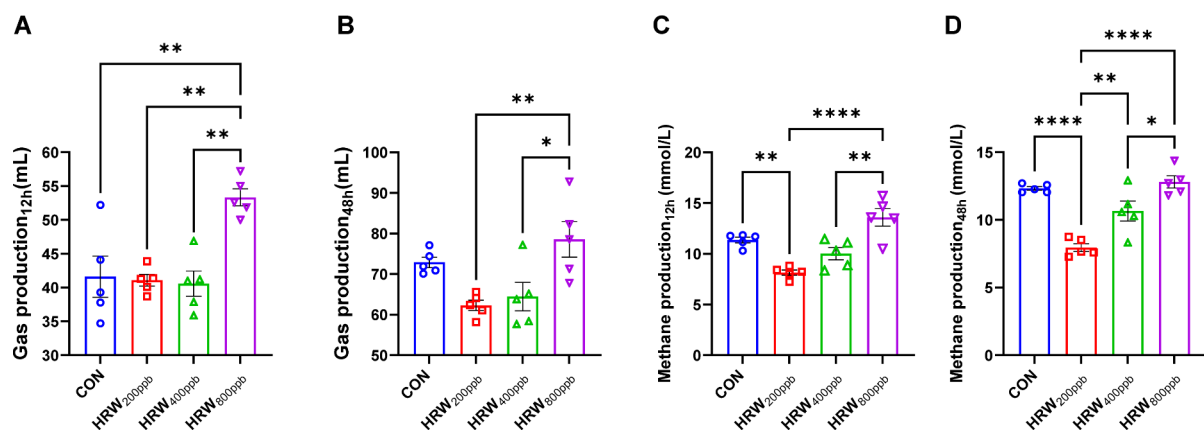 A
Gas production12h(mL)
60
55
50
45
40
35
30
**
**
**
CON
HRW200ppb
HRW400ppb
HRW800ppb
B
Gas production48h(mL)
100
90
80
70
60
50
**
*
CON
HRW200ppb
HRW400ppb
HRW800ppb
C
Methane production12h (mmol/L)
20
15
10
5
0
****
**
**
CON
HRW200ppb
HRW400ppb
HRW800ppb
D
Methane production48h (mmol/L)
15
10
5
0
****
**
****
*
CON
HRW200ppb
HRW400ppb
HRW800ppb